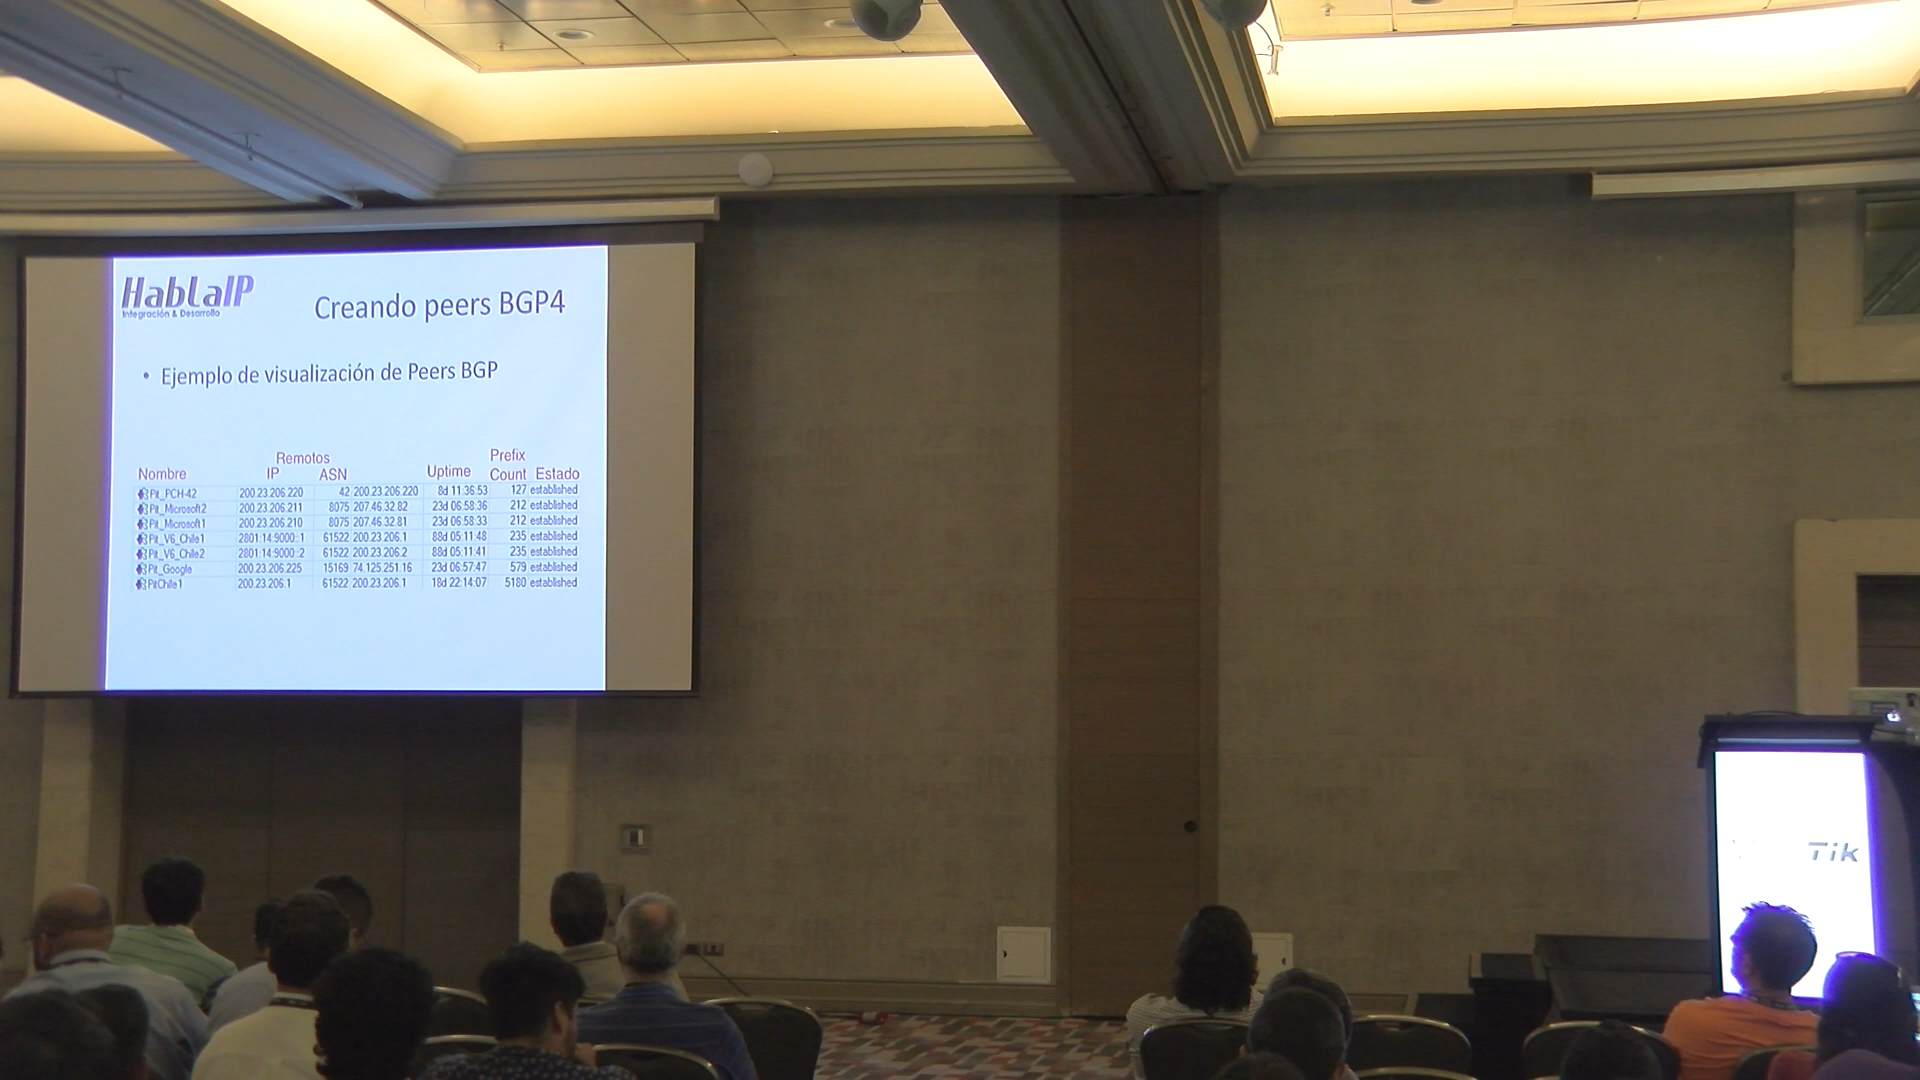 HablaIP
Integración & Desarrollo
Creando peers BGP4
• Ejemplo de visualización de Peers BGP
Remotos Prefix
Nombre IP ASN Uptime Count Estado
Pit_PCH-42 200.23.206.220 42 200.23.206.220 8d 11:36:53 127 established
Pit_Microsoft2 200.23.206.211 8075 207.46.32.82 23d 06:58:36 212 established
Pit_Microsoft1 200.23.206.210 8075 207.46.32.81 23d 06:58:33 212 established
Pit_V6_Chile1 2801:14:9000::1 61522 200.23.206.1 88d 05:11:48 235 established
Pit_V6_Chile2 2801:14:9000::2 61522 200.23.206.2 88d 05:11:41 235 established
Pit_Google 200.23.206.225 15169 74.125.251.16 23d 06:57:47 579 established
PitChile1 200.23.206.1 61522 200.23.206.1 18d 22:14:07 5180 established
Tik